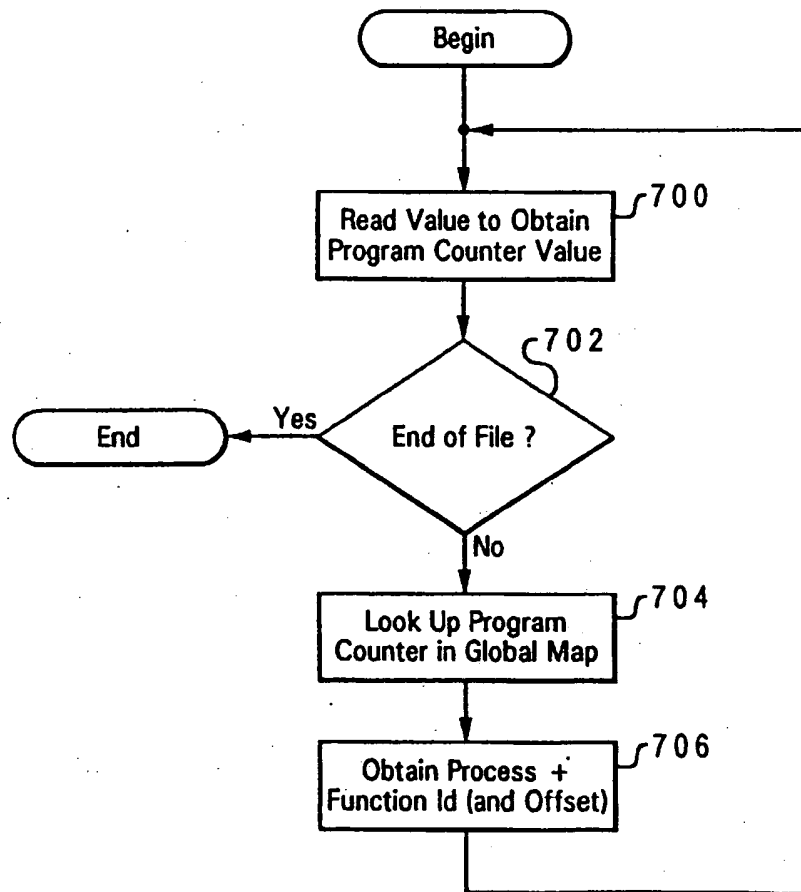 Begin
700
Read Value to Obtain
Program Counter Value
702
End of File ?
Yes
End
No
704
Look Up Program
Counter in Global Map
706
Obtain Process +
Function Id (and Offset)